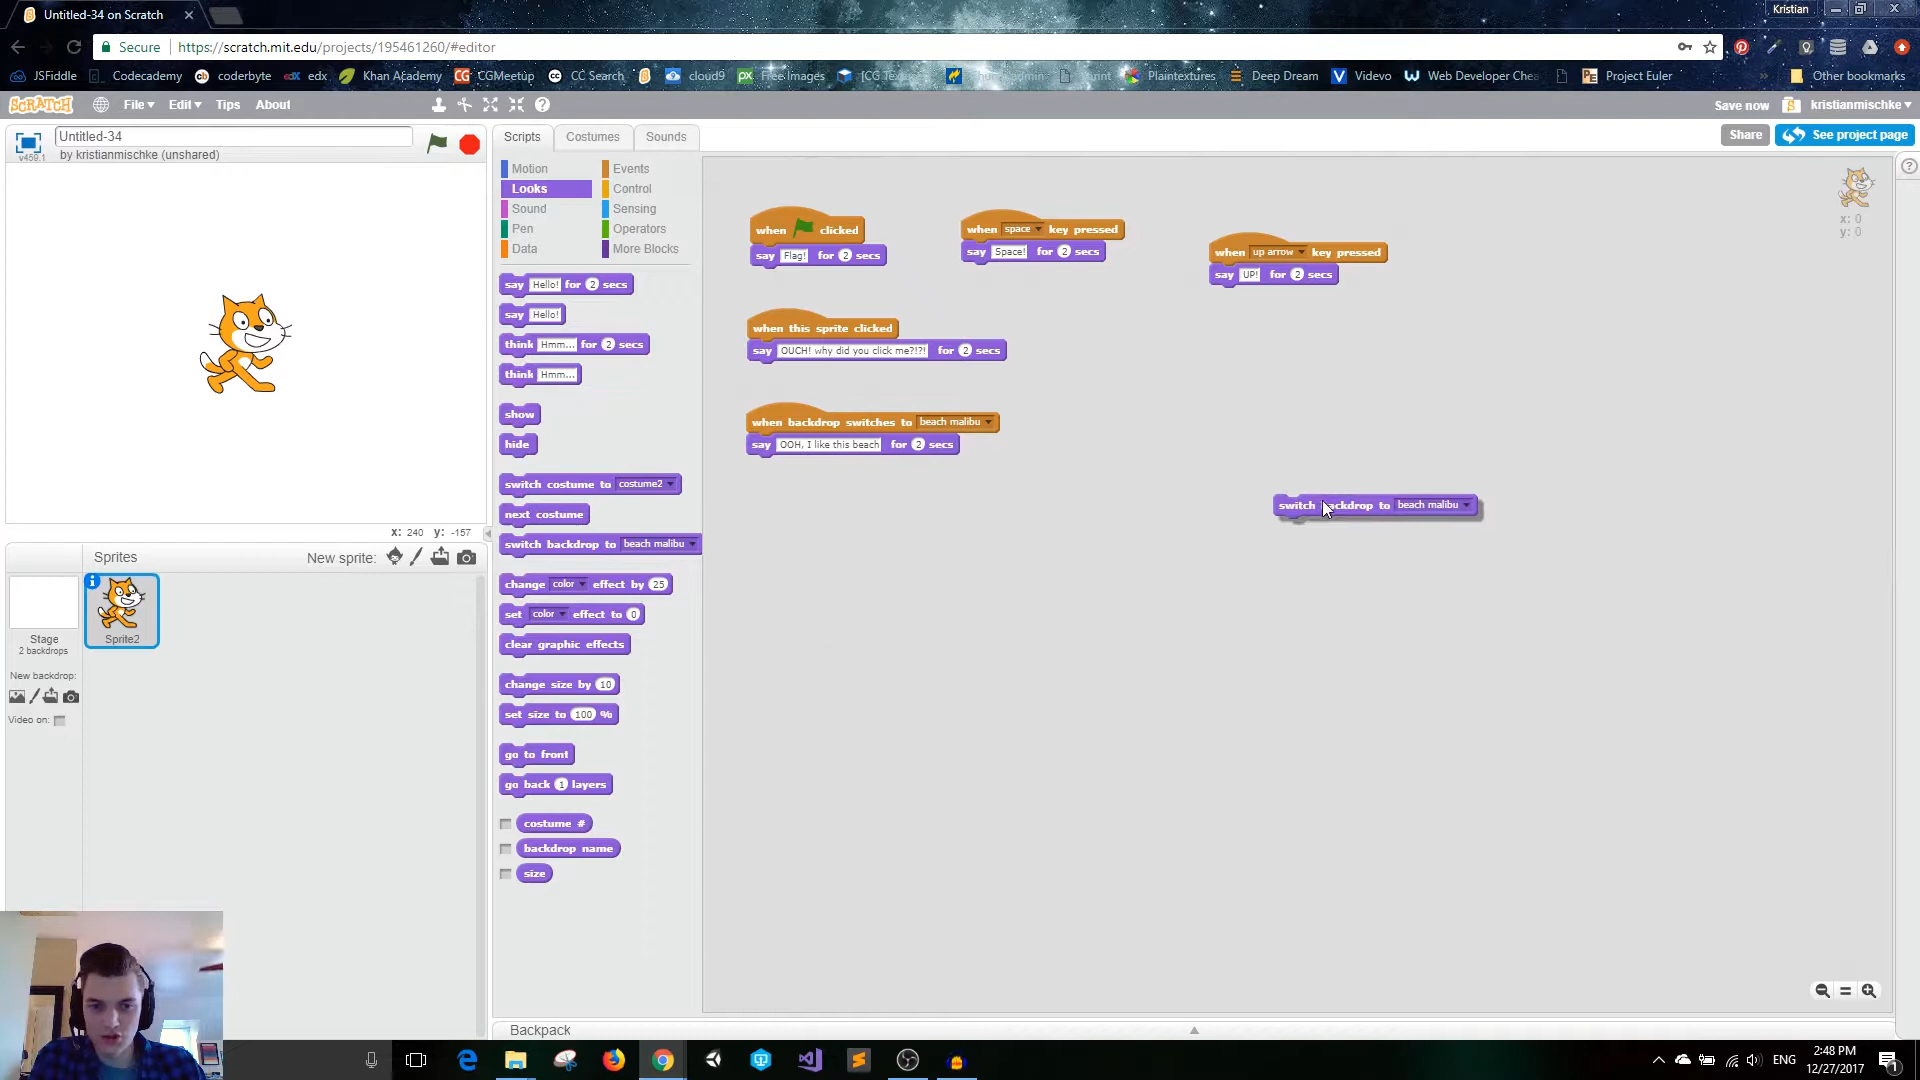 Untitled-34 on Scratch
Kristian
Secure https://scratch.mit.edu/projects/195461260/#editor
JSFiddle Codecademy coderbyte edx Khan Academy CGMeetup CC Search cloud9 Free Images [CG Textures] Plaintextures Deep Dream Videvo Web Developer Chea Project Euler Other bookmarks
SCRATCH File Edit Tips About Save now kristianmischke
Untitled-34
by kristianmischke (unshared)
v459.1
Scripts Costumes Sounds
Share See project page
Motion Events
Looks Control
Sound Sensing
Pen Operators
Data More Blocks
x: 0
y: 0
when clicked
say Flag! for 2 secs
when space key pressed
say Space! for 2 secs
when up arrow key pressed
say UP! for 2 secs
when this sprite clicked
say OUCH! why did you click me?!?! for 2 secs
when backdrop switches to beach malibu
say OOH, I like this beach for 2 secs
switch backdrop to beach malibu
say Hello! for 2 secs
say Hello!
think Hmm... for 2 secs
think Hmm...
show
hide
switch costume to costume2
next costume
switch backdrop to beach malibu
change color effect by 25
set color effect to 0
clear graphic effects
change size by 10
set size to 100 %
go to front
go back 1 layers
costume #
backdrop name
size
x: 240 y: -157
Sprites New sprite:
Stage
2 backdrops
Sprite2
New backdrop:
Video on:
Backpack
ENG
2:48 PM
12/27/2017
1